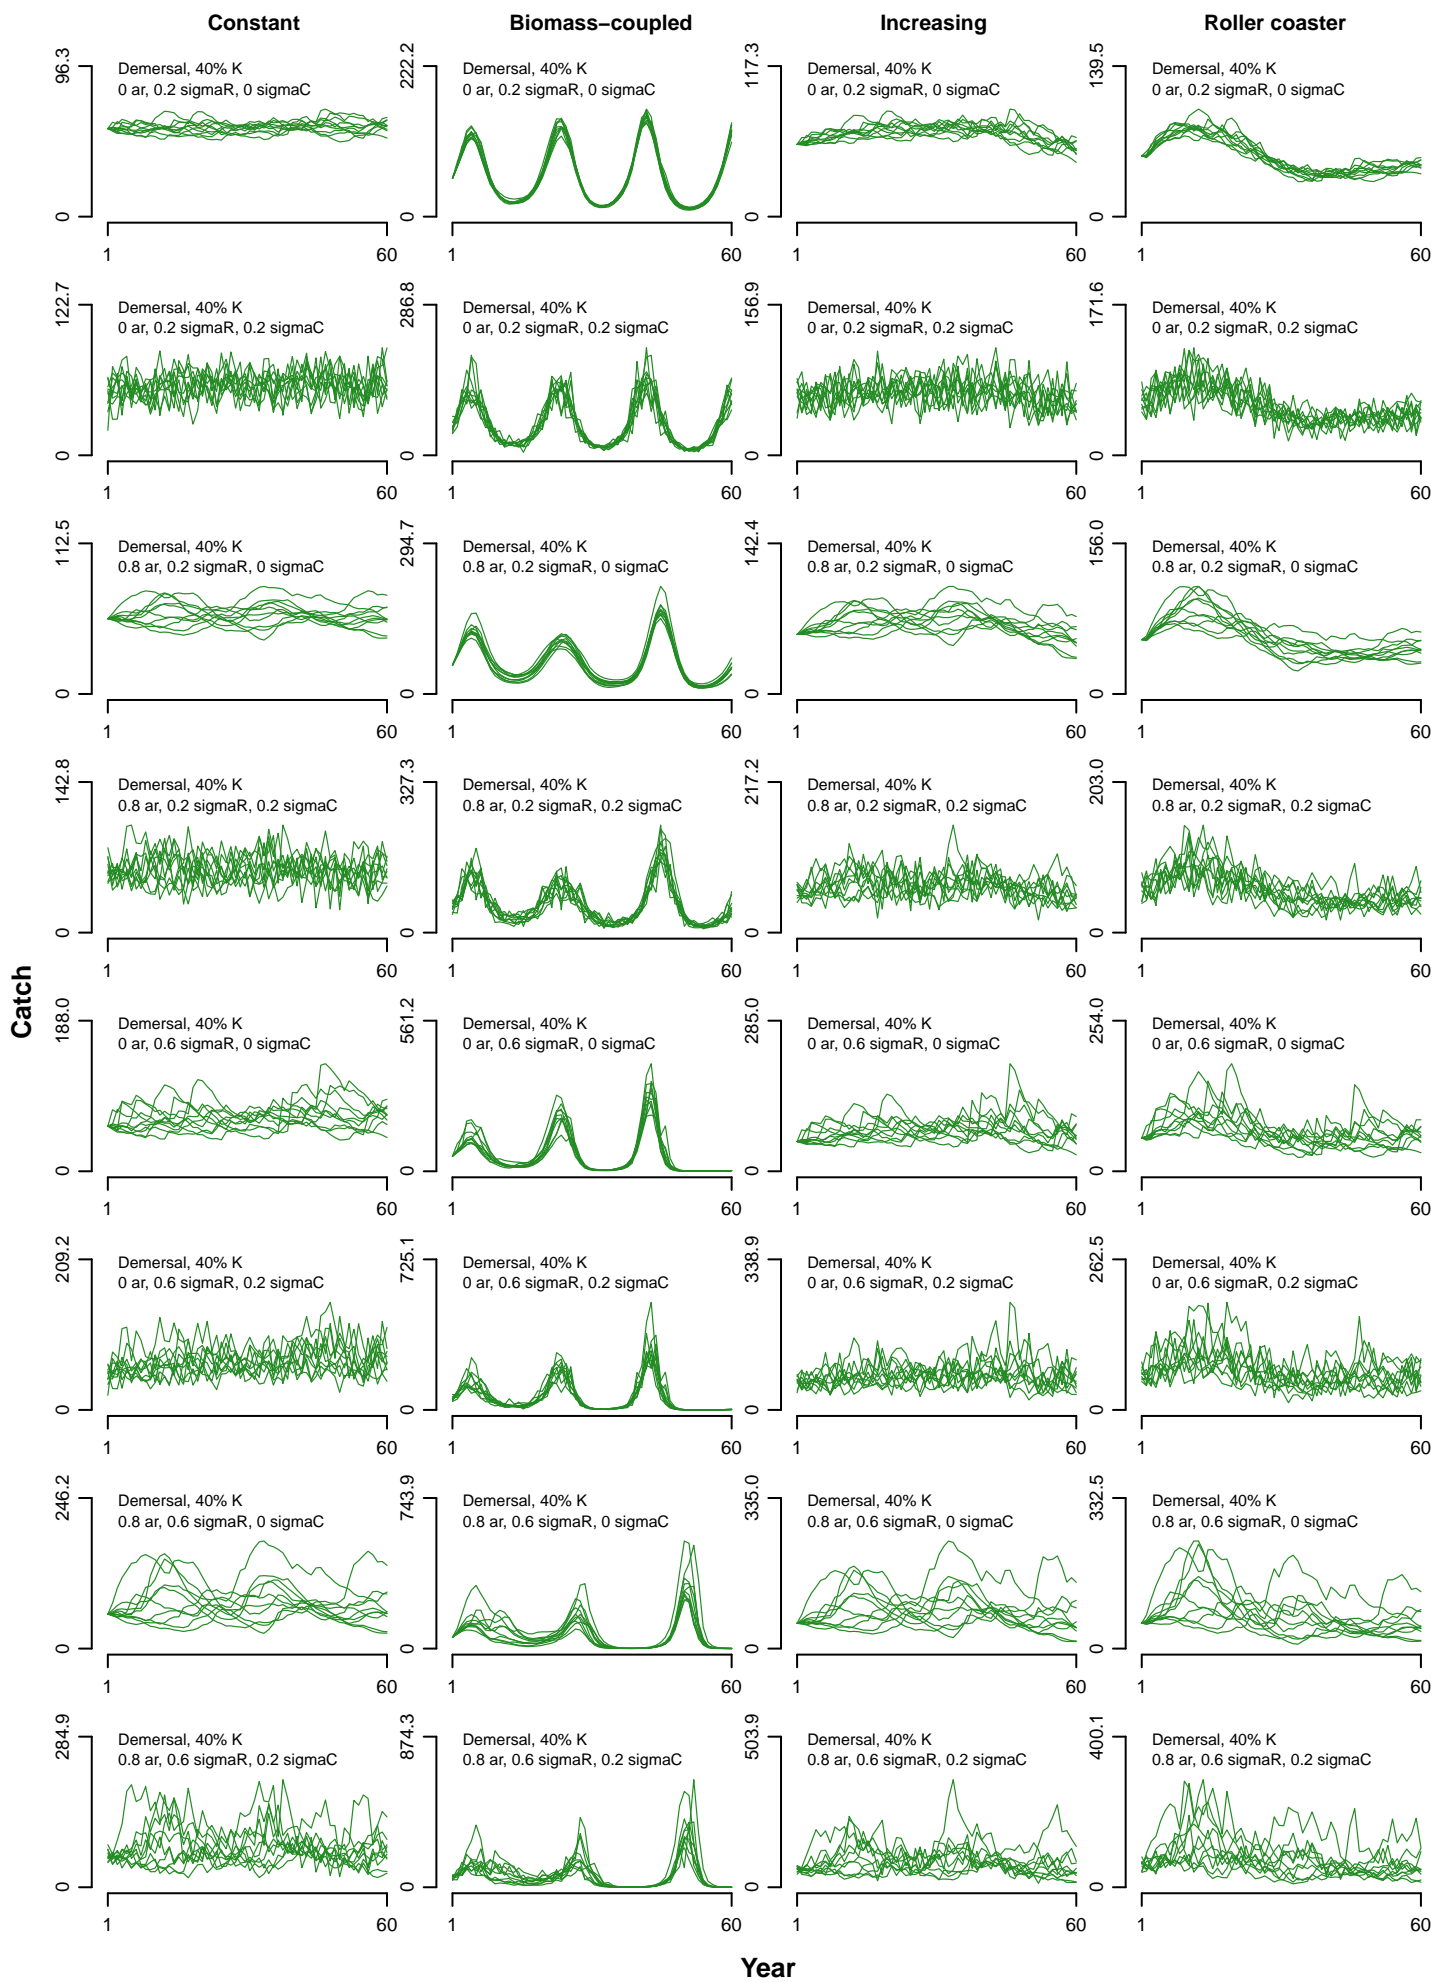 Constant
Biomass–coupled
Increasing
Roller coaster
96.3
0
Demersal, 40% K
0 ar, 0.2 sigmaR, 0 sigmaC
1
60
222.2
0
Demersal, 40% K
0 ar, 0.2 sigmaR, 0 sigmaC
1
60
117.3
0
Demersal, 40% K
0 ar, 0.2 sigmaR, 0 sigmaC
1
60
139.5
0
Demersal, 40% K
0 ar, 0.2 sigmaR, 0 sigmaC
1
60
122.7
0
Demersal, 40% K
0 ar, 0.2 sigmaR, 0.2 sigmaC
1
60
286.8
0
Demersal, 40% K
0 ar, 0.2 sigmaR, 0.2 sigmaC
1
60
156.9
0
Demersal, 40% K
0 ar, 0.2 sigmaR, 0.2 sigmaC
1
60
171.6
0
Demersal, 40% K
0 ar, 0.2 sigmaR, 0.2 sigmaC
1
60
112.5
0
Demersal, 40% K
0.8 ar, 0.2 sigmaR, 0 sigmaC
1
60
294.7
0
Demersal, 40% K
0.8 ar, 0.2 sigmaR, 0 sigmaC
1
60
142.4
0
Demersal, 40% K
0.8 ar, 0.2 sigmaR, 0 sigmaC
1
60
156.0
0
Demersal, 40% K
0.8 ar, 0.2 sigmaR, 0 sigmaC
1
60
142.8
0
Demersal, 40% K
0.8 ar, 0.2 sigmaR, 0.2 sigmaC
1
60
327.3
0
Demersal, 40% K
0.8 ar, 0.2 sigmaR, 0.2 sigmaC
1
60
217.2
0
Demersal, 40% K
0.8 ar, 0.2 sigmaR, 0.2 sigmaC
1
60
203.0
0
Demersal, 40% K
0.8 ar, 0.2 sigmaR, 0.2 sigmaC
1
60
Catch
188.0
0
Demersal, 40% K
0 ar, 0.6 sigmaR, 0 sigmaC
1
60
561.2
0
Demersal, 40% K
0 ar, 0.6 sigmaR, 0 sigmaC
1
60
285.0
0
Demersal, 40% K
0 ar, 0.6 sigmaR, 0 sigmaC
1
60
254.0
0
Demersal, 40% K
0 ar, 0.6 sigmaR, 0 sigmaC
1
60
209.2
0
Demersal, 40% K
0 ar, 0.6 sigmaR, 0.2 sigmaC
1
60
725.1
0
Demersal, 40% K
0 ar, 0.6 sigmaR, 0.2 sigmaC
1
60
338.9
0
Demersal, 40% K
0 ar, 0.6 sigmaR, 0.2 sigmaC
1
60
262.5
0
Demersal, 40% K
0 ar, 0.6 sigmaR, 0.2 sigmaC
1
60
246.2
0
Demersal, 40% K
0.8 ar, 0.6 sigmaR, 0 sigmaC
1
60
743.9
0
Demersal, 40% K
0.8 ar, 0.6 sigmaR, 0 sigmaC
1
60
335.0
0
Demersal, 40% K
0.8 ar, 0.6 sigmaR, 0 sigmaC
1
60
332.5
0
Demersal, 40% K
0.8 ar, 0.6 sigmaR, 0 sigmaC
1
60
284.9
0
Demersal, 40% K
0.8 ar, 0.6 sigmaR, 0.2 sigmaC
1
60
874.3
0
Demersal, 40% K
0.8 ar, 0.6 sigmaR, 0.2 sigmaC
1
60
503.9
0
Demersal, 40% K
0.8 ar, 0.6 sigmaR, 0.2 sigmaC
1
60
400.1
0
Demersal, 40% K
0.8 ar, 0.6 sigmaR, 0.2 sigmaC
1
60
Year